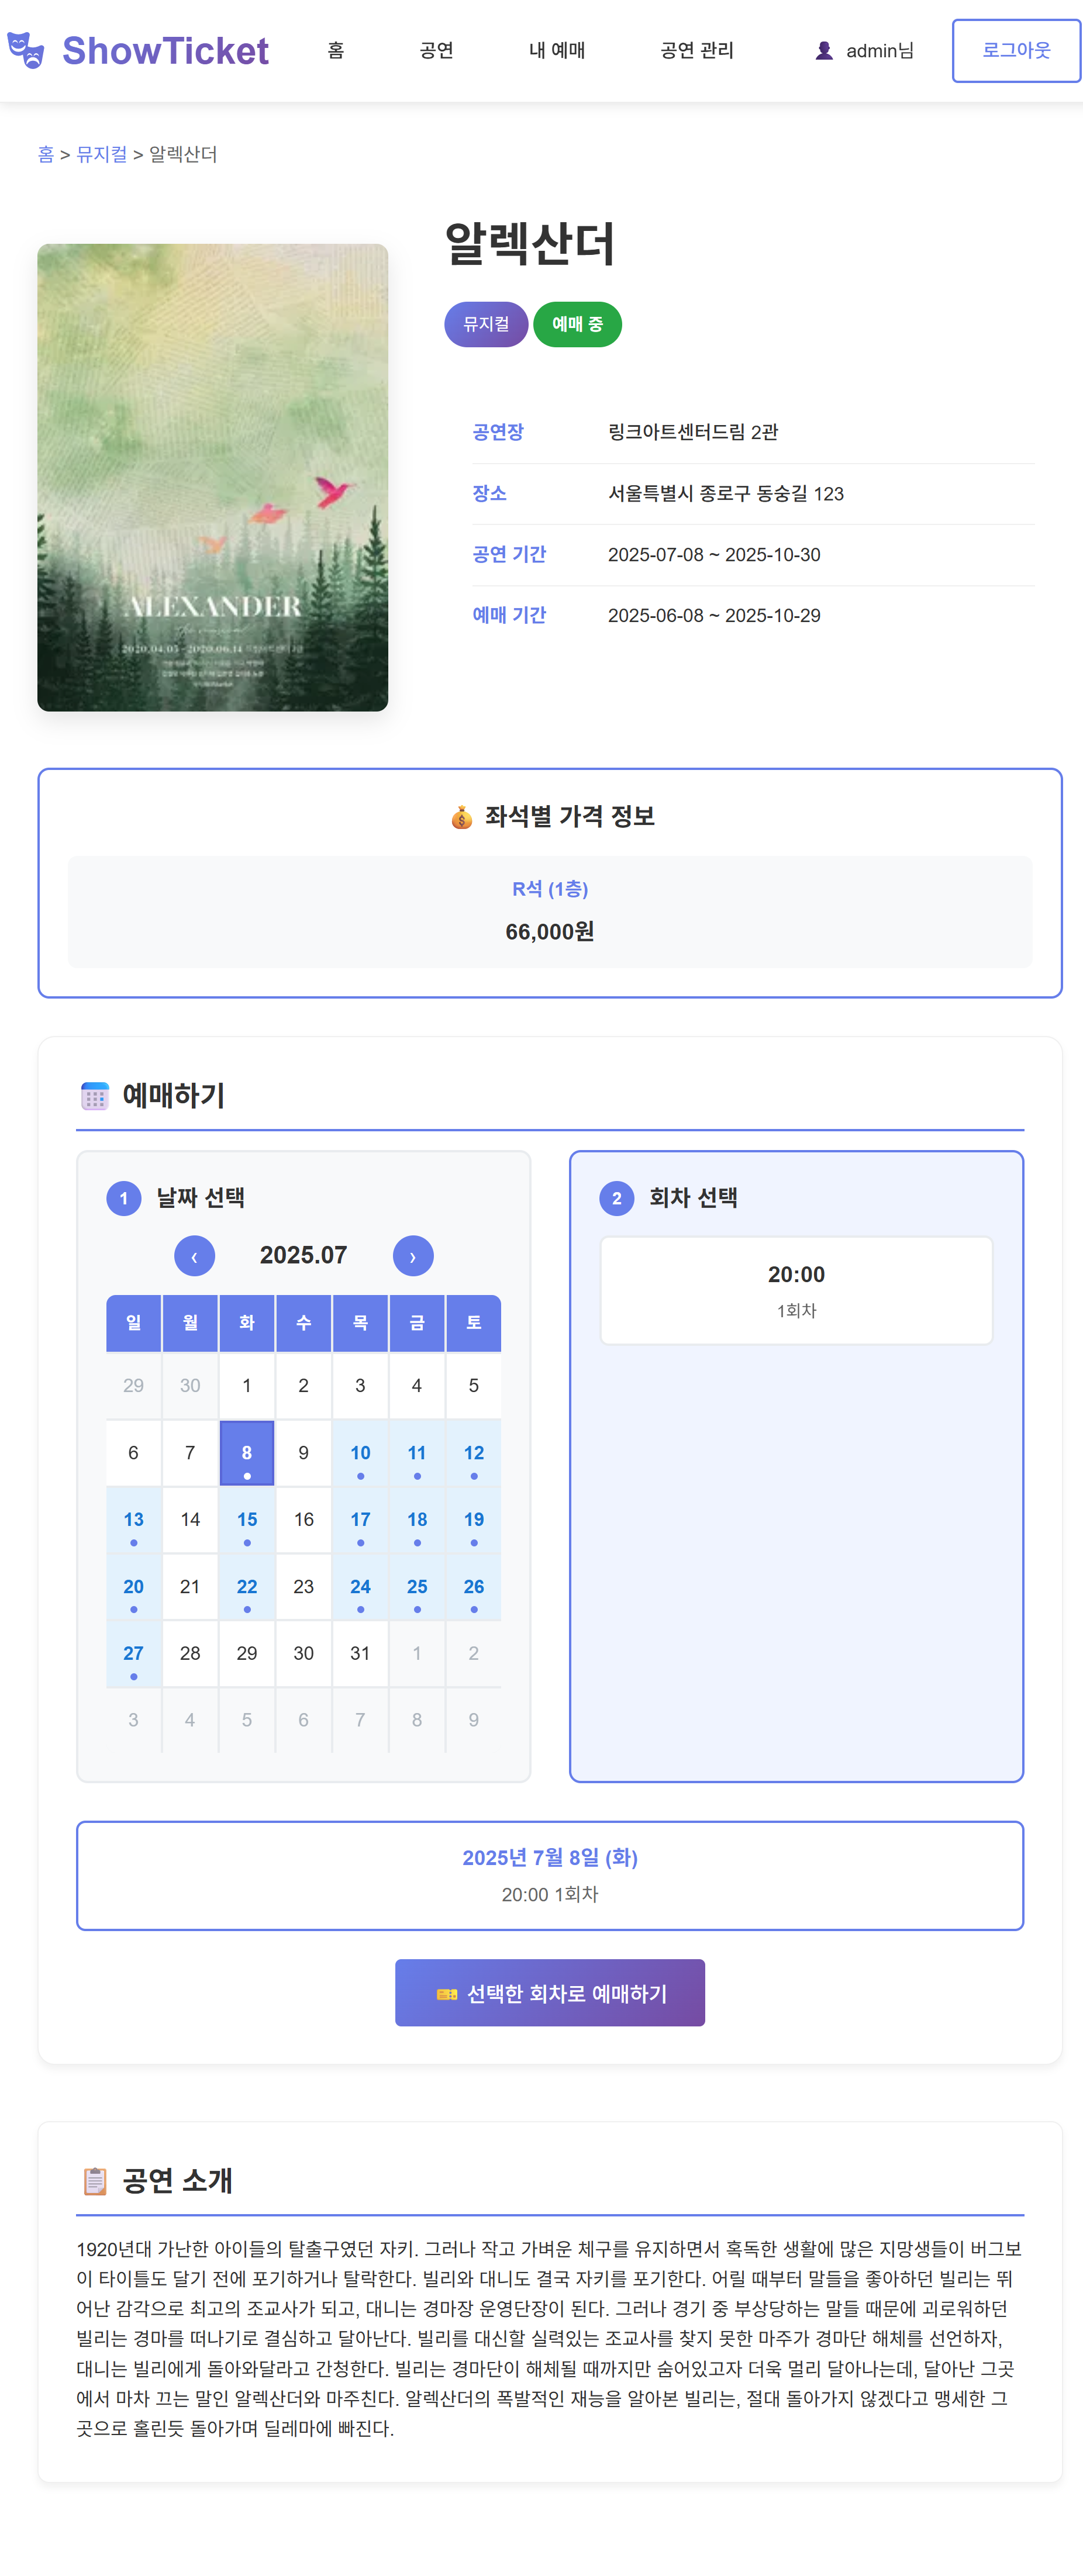 ShowTicket 홈 공연 내 예매 공연 관리 admin님 로그아웃
홈 > 뮤지컬 > 알렉산더
알렉산더
뮤지컬 예매 중
ALEXANDER
2020.04.03 - 2020.06.14
공연장 링크아트센터드림 2관
장소 서울특별시 종로구 동숭길 123
공연 기간 2025-07-08 ~ 2025-10-30
예매 기간 2025-06-08 ~ 2025-10-29
좌석별 가격 정보
R석 (1층)
66,000원
예매하기
1 날짜 선택
‹ 2025.07 ›
일 월 화 수 목 금 토
29 30 1 2 3 4 5
6 7 8 9 10 11 12
13 14 15 16 17 18 19
20 21 22 23 24 25 26
27 28 29 30 31 1 2
3 4 5 6 7 8 9
2 회차 선택
20:00
1회차
2025년 7월 8일 (화)
20:00 1회차
선택한 회차로 예매하기
공연 소개
1920년대 가난한 아이들의 탈출구였던 자키. 그러나 작고 가벼운 체구를 유지하면서 혹독한 생활에 많은 지망생들이 버그보
이 타이틀도 달기 전에 포기하거나 탈락한다. 빌리와 대니도 결국 자키를 포기한다. 어릴 때부터 말들을 좋아하던 빌리는 뛰
어난 감각으로 최고의 조교사가 되고, 대니는 경마장 운영단장이 된다. 그러나 경기 중 부상당하는 말들 때문에 괴로워하던
빌리는 경마를 떠나기로 결심하고 달아난다. 빌리를 대신할 실력있는 조교사를 찾지 못한 마주가 경마단 해체를 선언하자,
대니는 빌리에게 돌아와달라고 간청한다. 빌리는 경마단이 해체될 때까지만 숨어있고자 더욱 멀리 달아나는데, 달아난 그곳
에서 마차 끄는 말인 알렉산더와 마주친다. 알렉산더의 폭발적인 재능을 알아본 빌리는, 절대 돌아가지 않겠다고 맹세한 그
곳으로 홀린듯 돌아가며 딜레마에 빠진다.